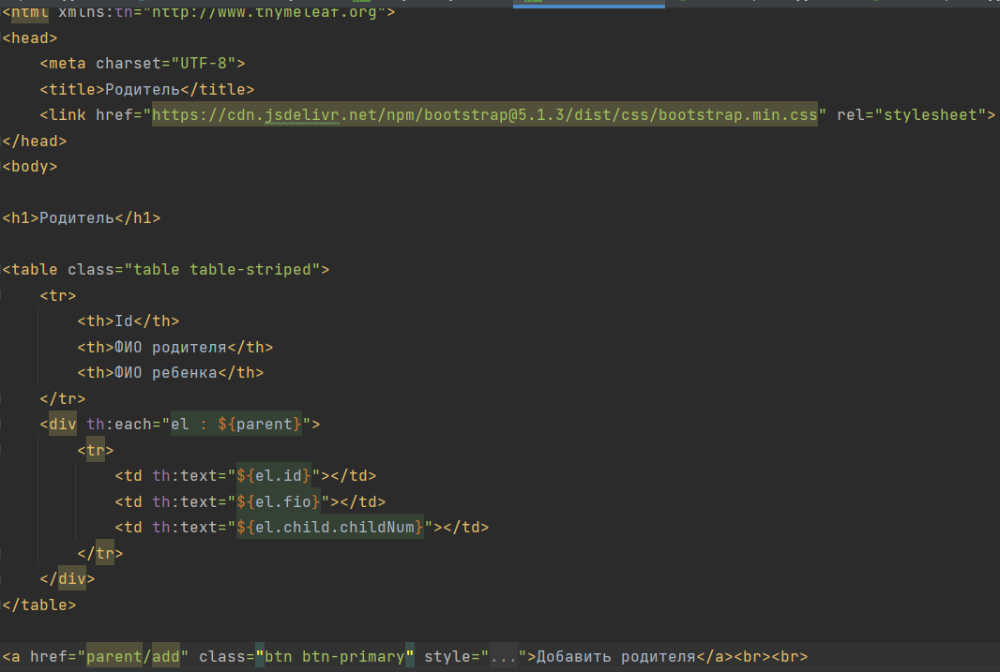 <html xmlns:th="http://www.thymeleaf.org">
<head>
    <meta charset="UTF-8">
    <title>Родитель</title>
    <link href="https://cdn.jsdelivr.net/npm/bootstrap@5.1.3/dist/css/bootstrap.min.css" rel="stylesheet">
</head>
<body>
<h1>Родитель</h1>
<table class="table table-striped">
    <tr>
        <th>Id</th>
        <th>ФИО родителя</th>
        <th>ФИО ребенка</th>
    </tr>
    <div th:each="el : ${parent}">
        <tr>
            <td th:text="${el.id}"></td>
            <td th:text="${el.fio}"></td>
            <td th:text="${el.child.childNum}"></td>
        </tr>
    </div>
</table>
<a href="parent/add" class="btn btn-primary" style="...">Добавить родителя</a><br><br>